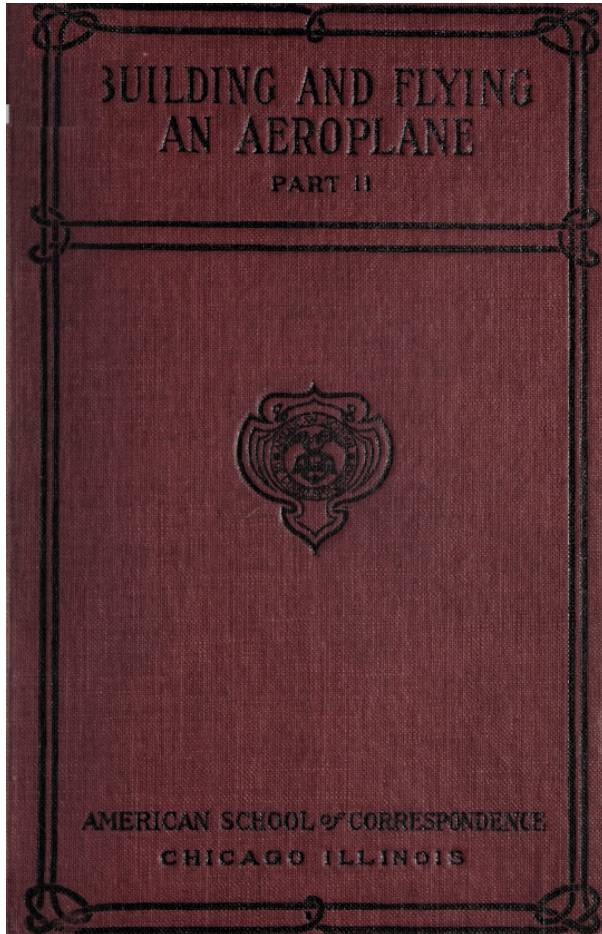 BUILDING AND FLYING
AN AEROPLANE
PART II
AMERICAN SCHOOL of CORRESPONDENCE
CHICAGO ILLINOIS